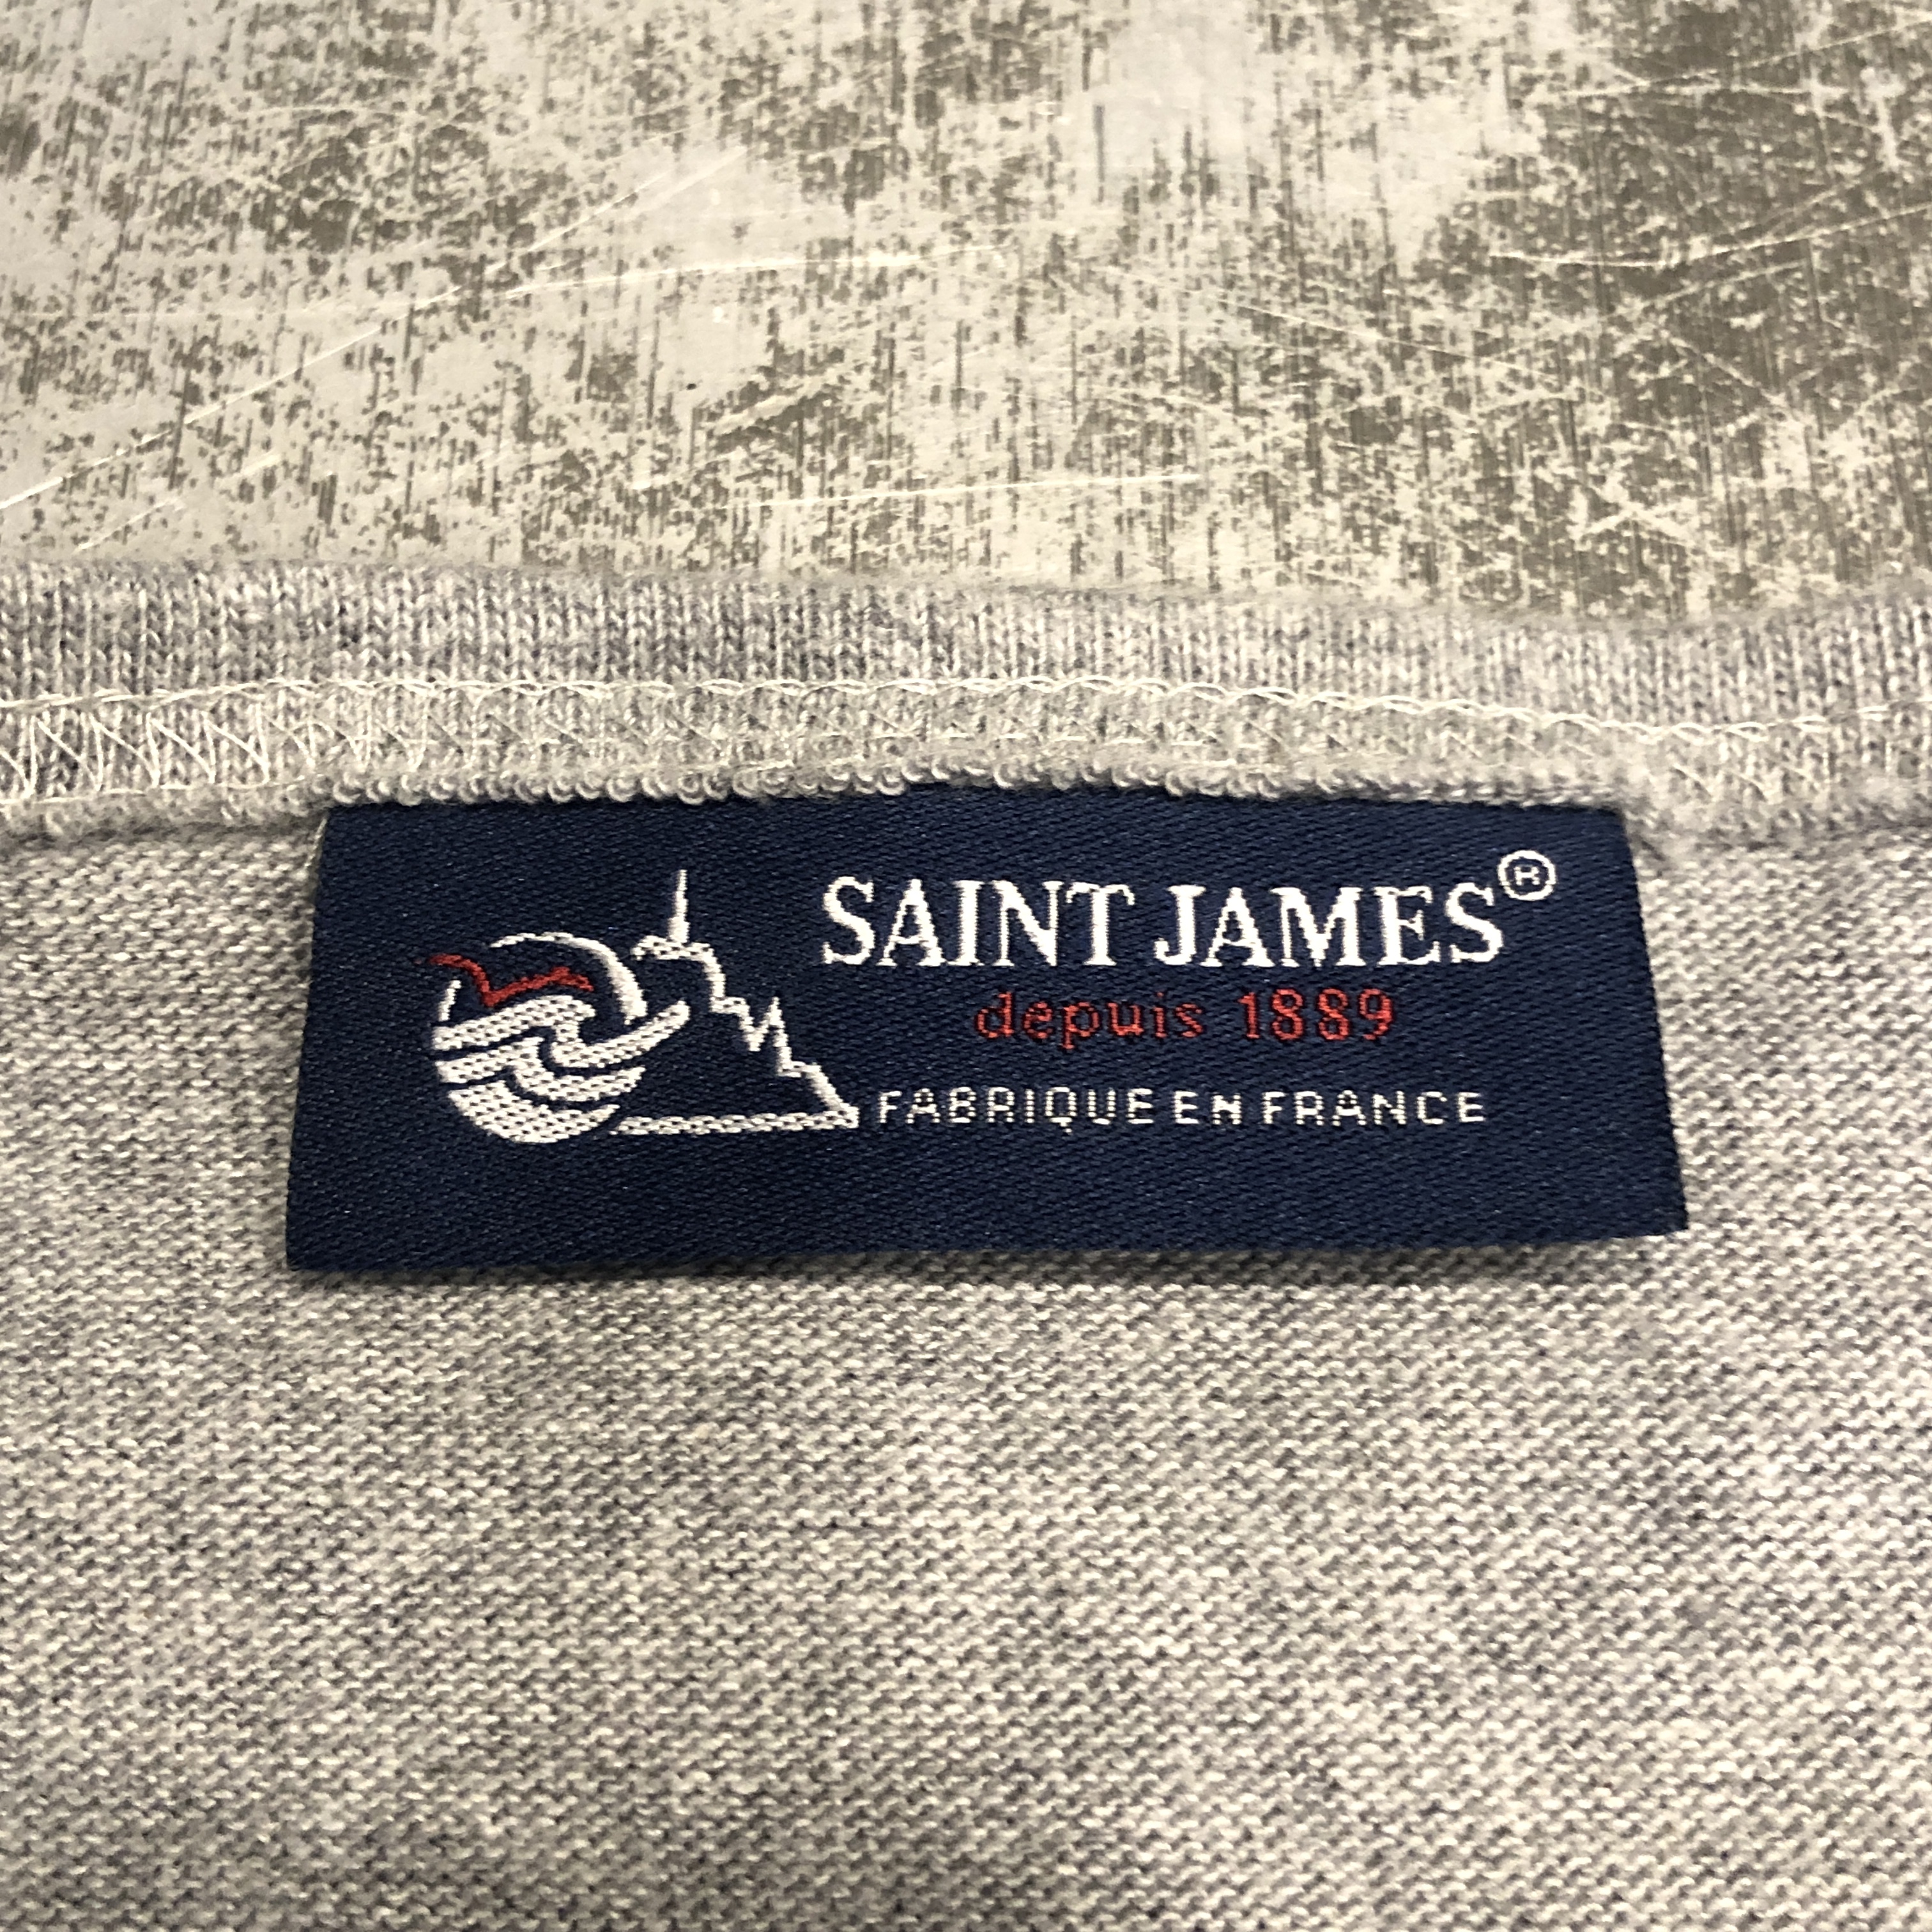 SAINT JAMES®
depuis 1889
FABRIQUE EN FRANCE